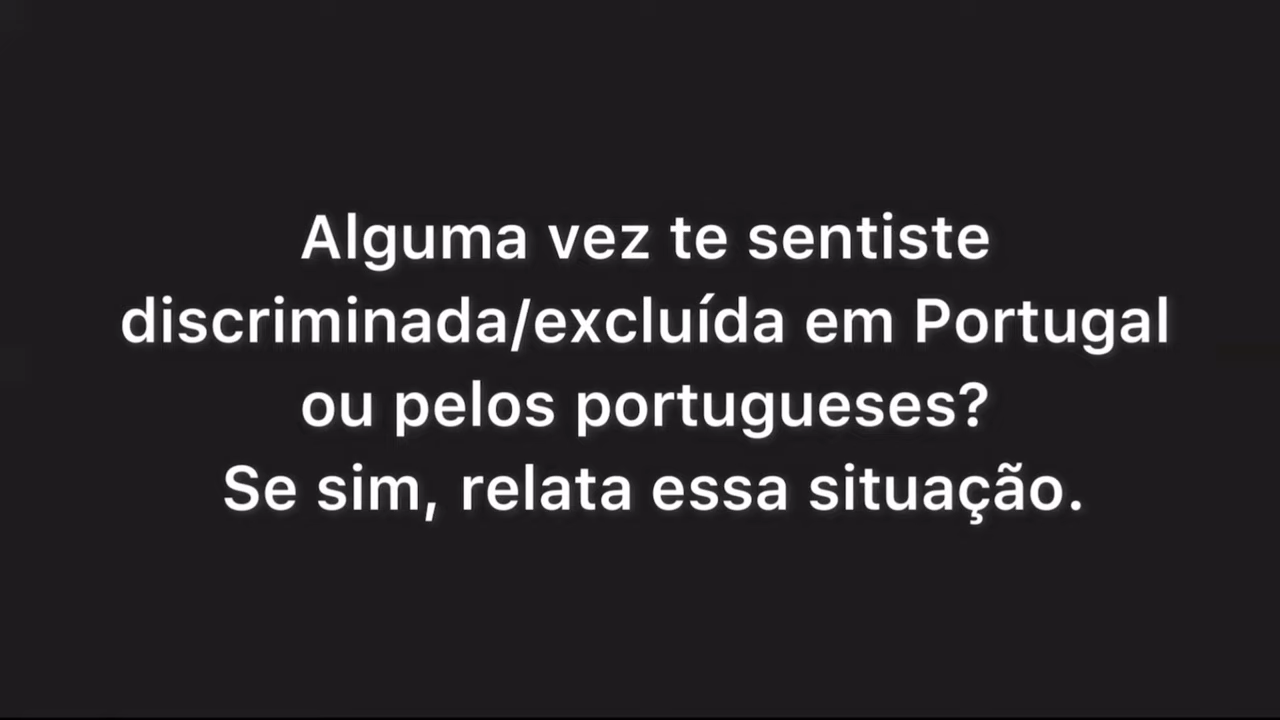 Alguma vez te sentiste
discriminada/excluída em Portugal
ou pelos portugueses?
Se sim, relata essa situação.